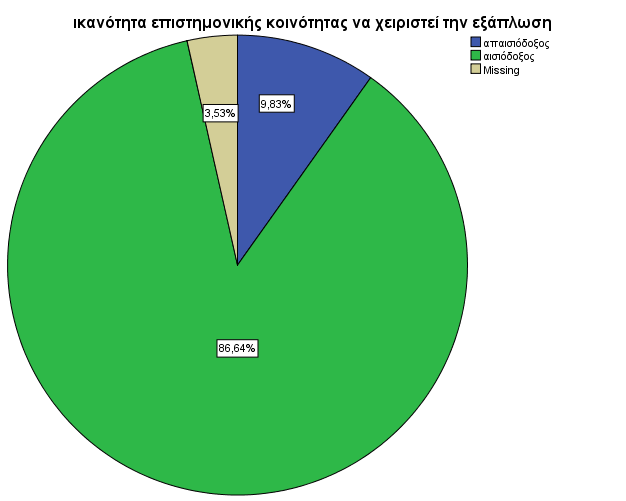 ικανότητα επιστημονικής κοινότητας να χειριστεί την εξάπλωση
απαισιόδοξος
αισιόδοξος
Missing
3,53%
9,83%
86,64%